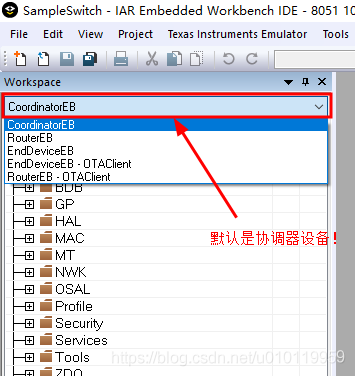 SampleSwitch - IAR Embedded Workbench IDE - 8051 10
File Edit View Project Texas Instruments Emulator Tools
Workspace
CoordinatorEB
CoordinatorEB
RouterEB
EndDeviceEB
EndDeviceEB - OTAClient
RouterEB - OTAClient
BDB
GP
HAL
MAC
默认是协调器设备！
MT
NWK
OSAL
Profile
Security
Services
Tools
https://blog.csdn.net/u010119959
ZDO